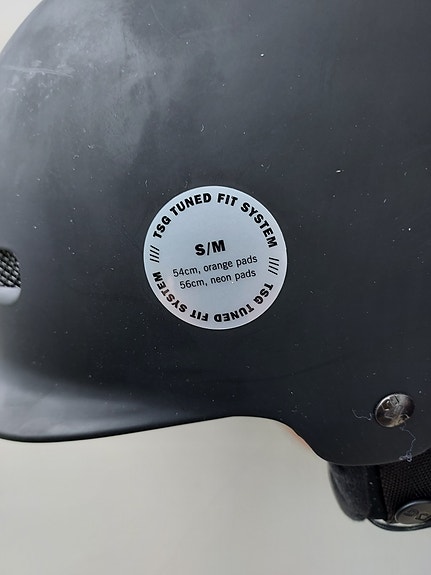 //// TSG TUNED FIT SYSTEM
S/M
54cm, orange pads
56cm, neon pads
//// TSG TUNED FIT SYSTEM